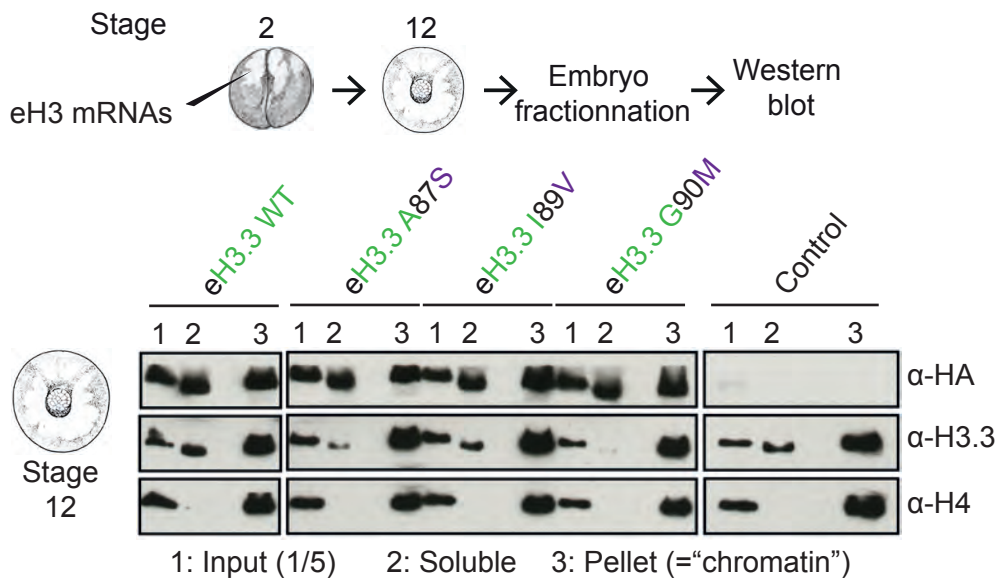 Stage 2 12
eH3 mRNAs
Embryo
fractionnation
Western
blot
eH3.3 WT
eH3.3 A87S
eH3.3 I89V
eH3.3 G90M
Control
1 2 3 1 2 3 1 2 3 1 2 3 1 2 3
α-HA
α-H3.3
α-H4
Stage
12
1: Input (1/5) 2: Soluble 3: Pellet (=“chromatin”)